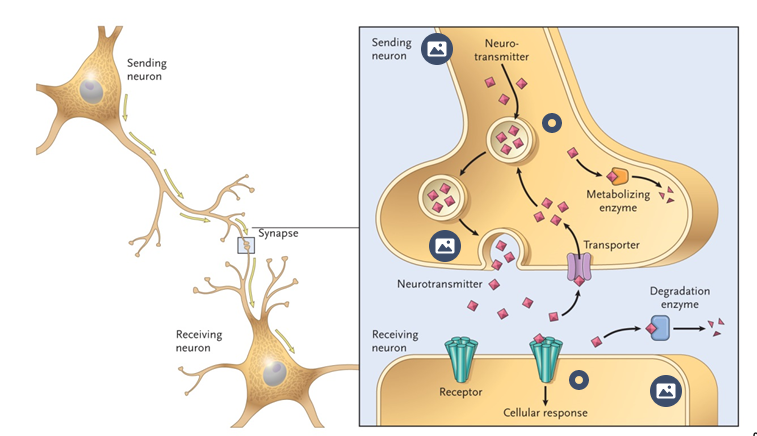 Sending
neuron
Synapse
Receiving
neuron
Sending
neuron
Neuro-
transmitter
Metabolizing
enzyme
Transporter
Neurotransmitter
Degradation
enzyme
Receiving
neuron
Receptor
Cellular response